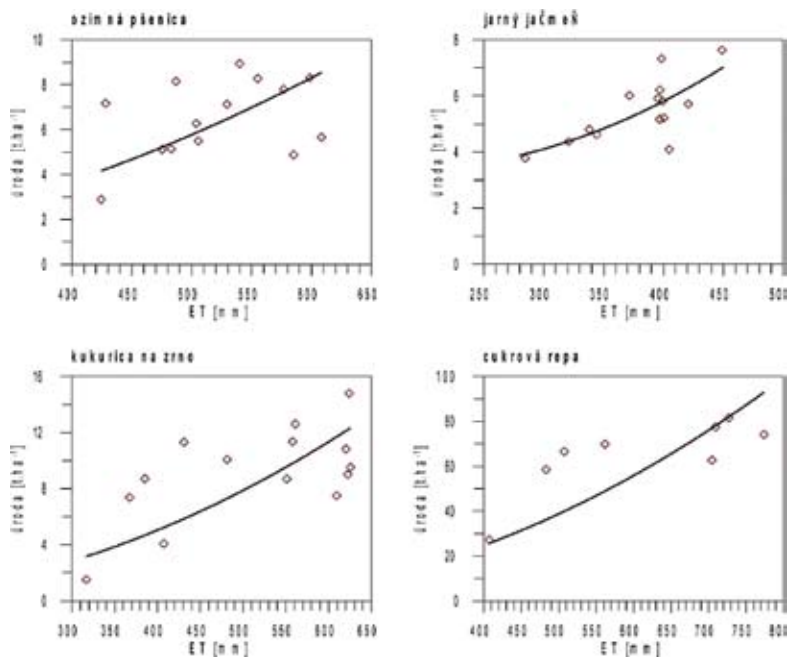 ozimná pšenica
úroda [t.ha⁻¹]
10
8
6
4
2
0
400 450 500 550 600 650
ET [mm]
jarný jačmeň
úroda [t.ha⁻¹]
8
6
4
2
0
250 300 350 400 450 500
ET [mm]
kukurica na zrno
úroda [t.ha⁻¹]
16
12
8
4
0
300 350 400 450 500 550 600 650
ET [mm]
cukrová repa
úroda [t.ha⁻¹]
100
80
60
40
20
0
400 450 500 550 600 650 700 750 800
ET [mm]